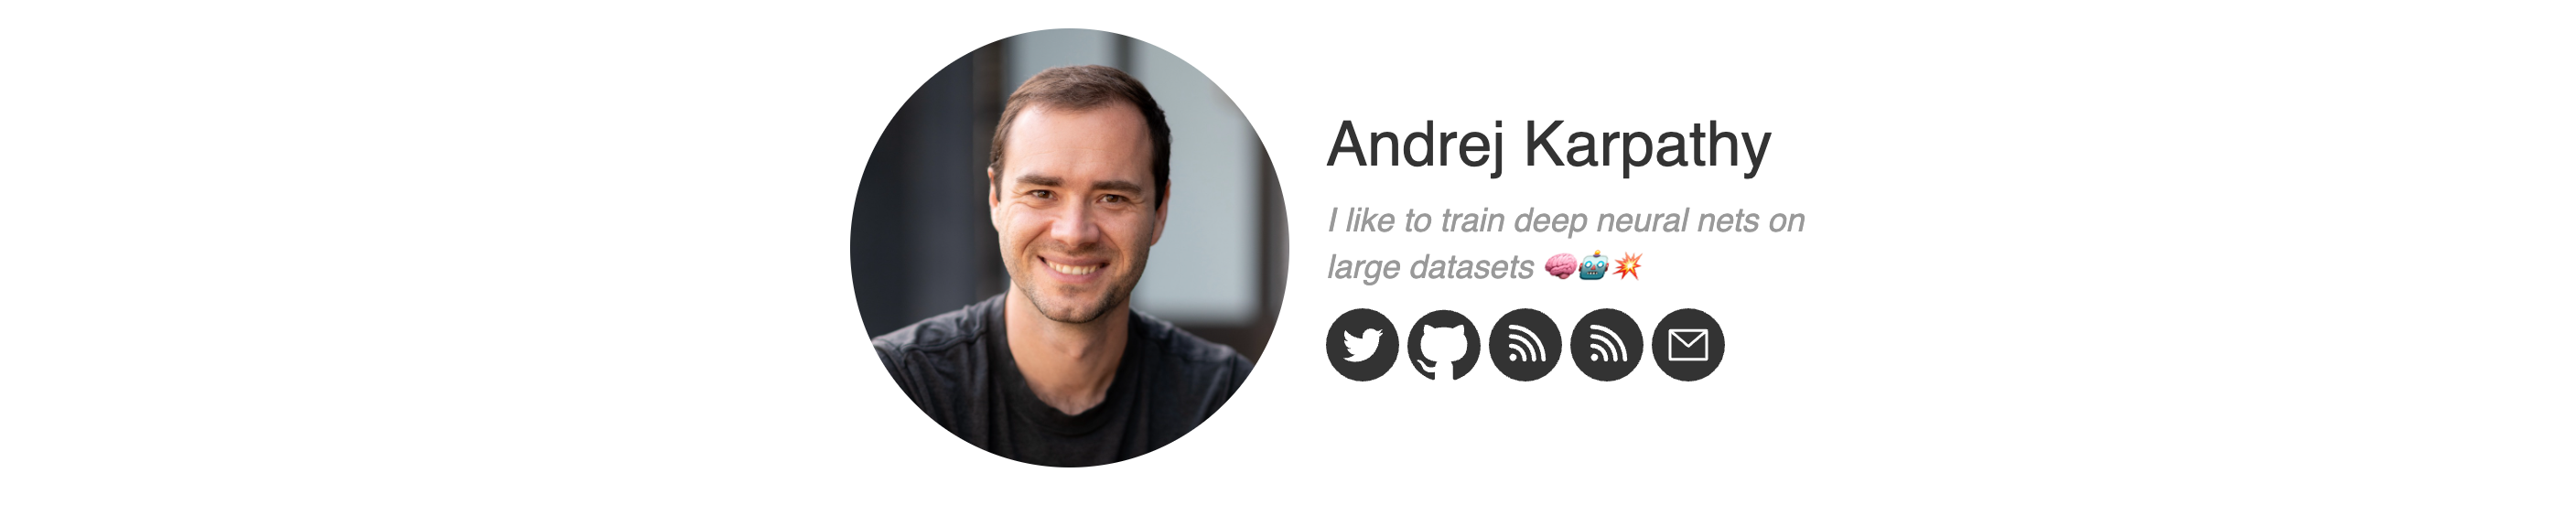 Andrej Karpathy
I like to train deep neural nets on
large datasets 🧠🤖💥